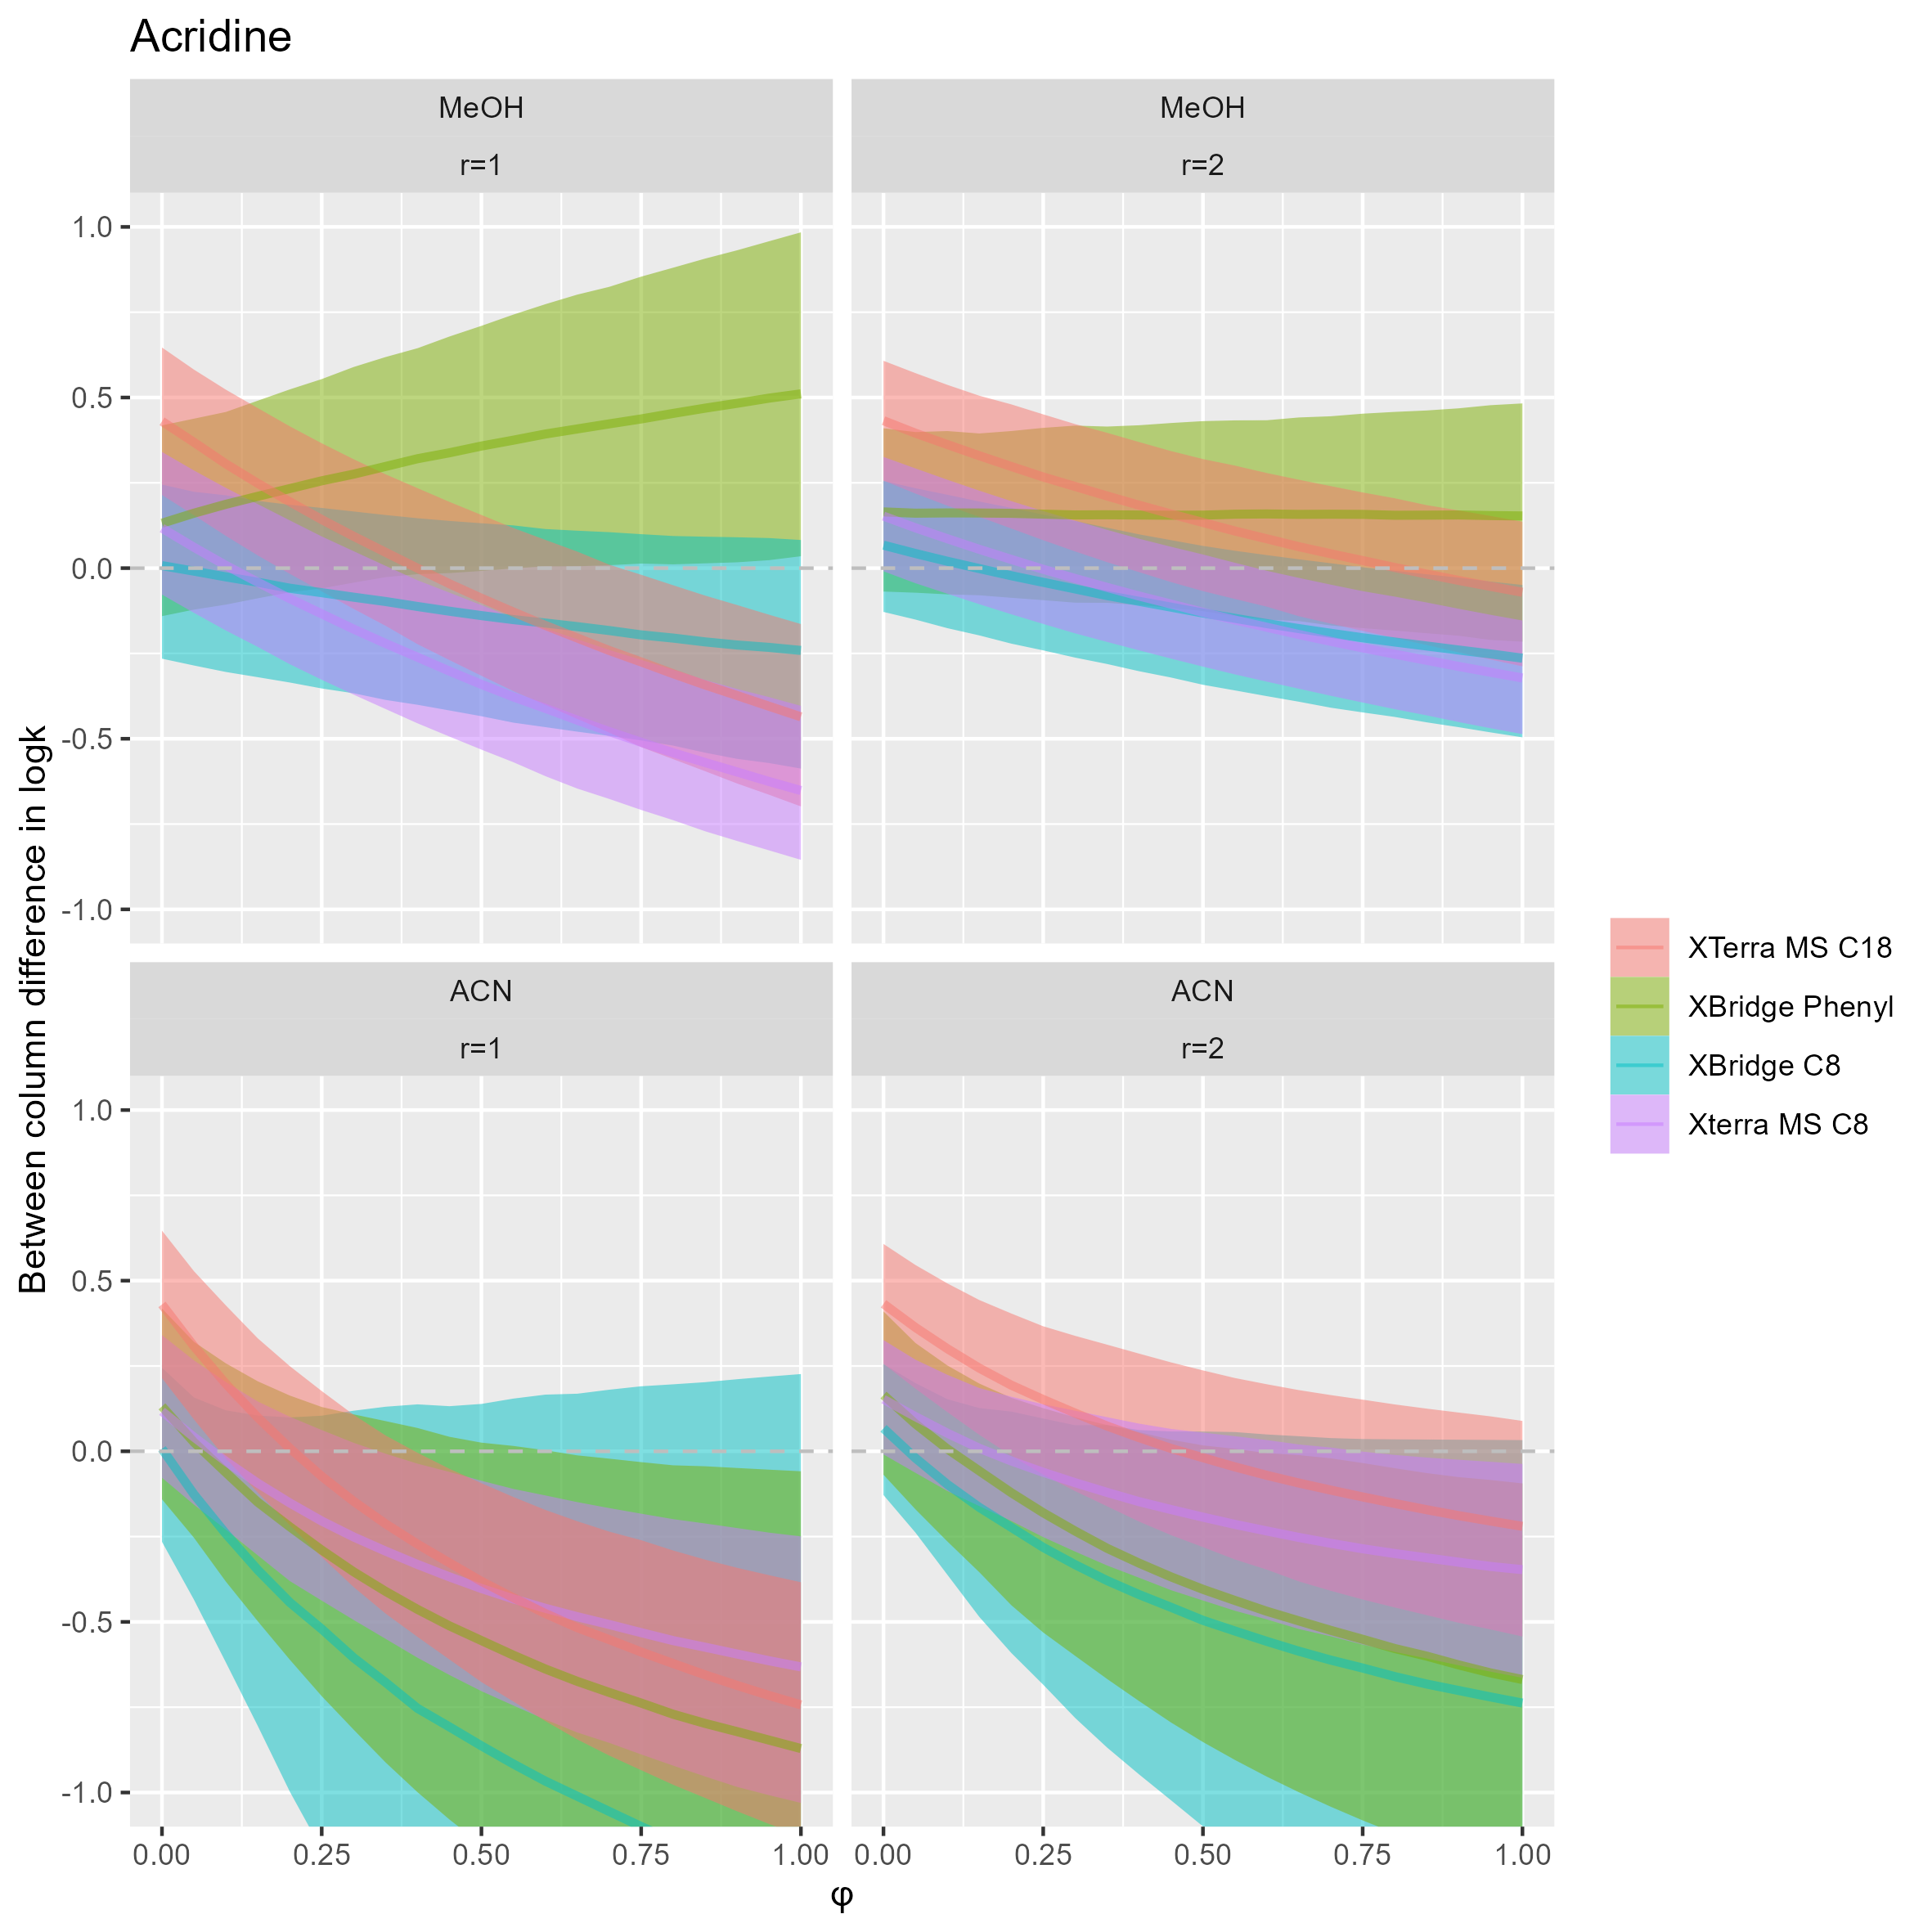 Acridine
MeOH
r=1
MeOH
r=2
1.0
0.5
0.0
-0.5
-1.0
ACN
r=1
ACN
r=2
1.0
0.5
0.0
-0.5
-1.0
0.00 0.25 0.50 0.75 1.00
0.00 0.25 0.50 0.75 1.00
φ
Between column difference in logk
XTerra MS C18
XBridge Phenyl
XBridge C8
Xterra MS C8